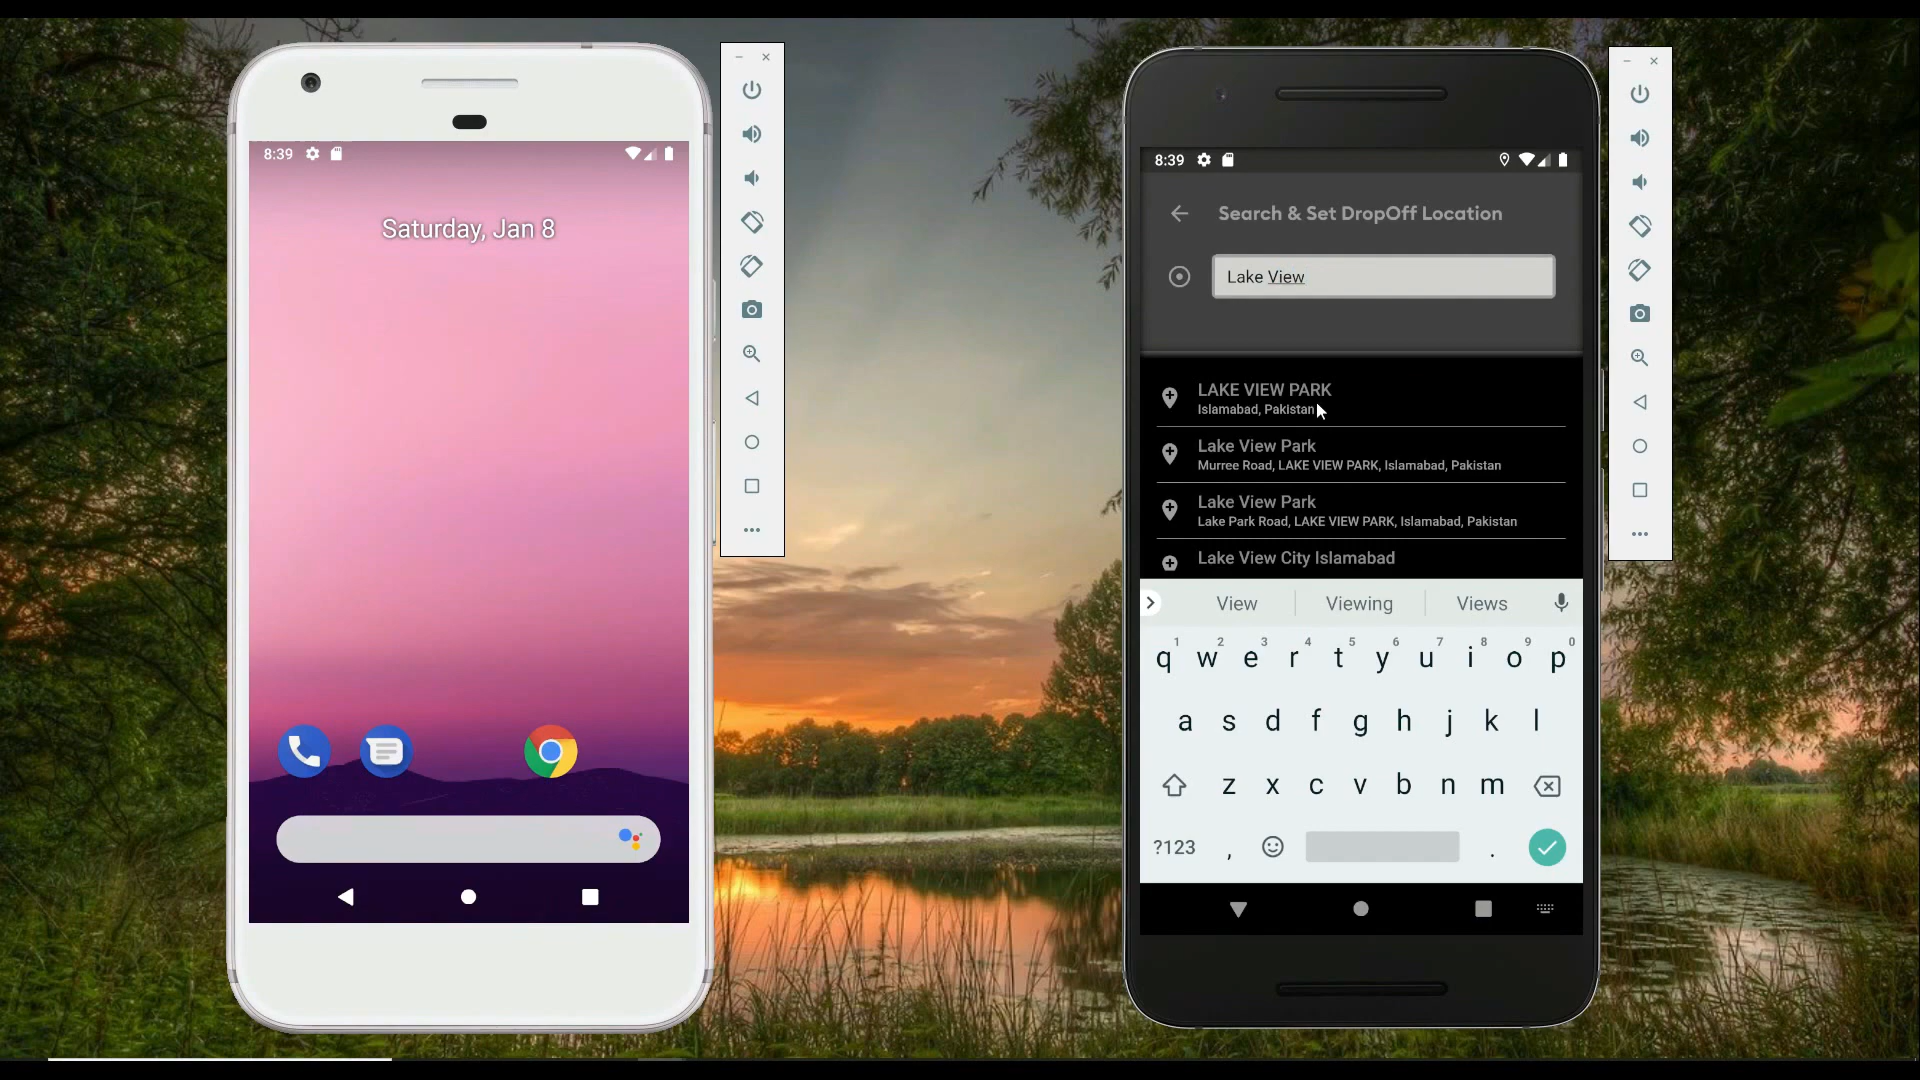 8:39
Saturday, Jan 8
8:39
Search & Set DropOff Location
Lake View
LAKE VIEW PARK
Islamabad, Pakistan
Lake View Park
Murree Road, LAKE VIEW PARK, Islamabad, Pakistan
Lake View Park
Lake Park Road, LAKE VIEW PARK, Islamabad, Pakistan
Lake View City Islamabad
View Viewing Views
1 2 3 4 5 6 7 8 9 0
q w e r t y u i o p
a s d f g h j k l
z x c v b n m
?123 , .